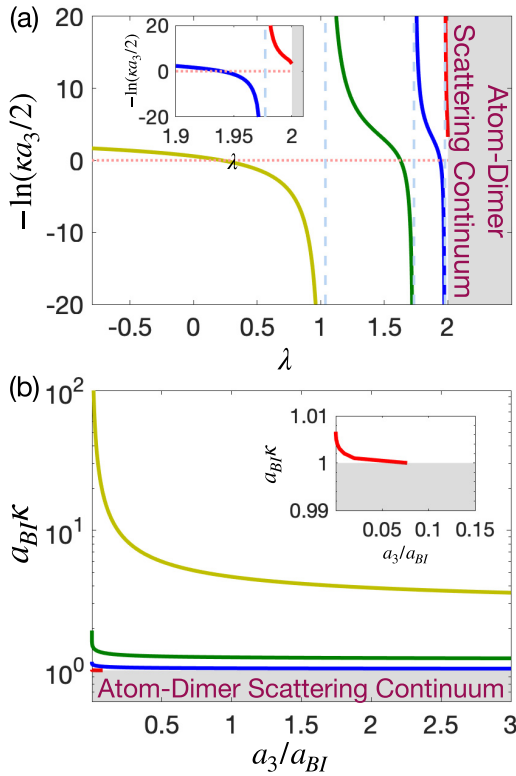 (a)
20
10
0
-10
-20
−ln(κa₃/2)
-0.5
0
0.5
1
1.5
2
λ
20
0
-20
−ln(κa₃/2)
1.9
1.95
2
λ
Atom-Dimer
Scattering Continuum
(b)
10²
10¹
10⁰
a_BI κ
0.5
1
1.5
2
2.5
3
a₃/a_BI
1.01
1
0.99
a_BI κ
0.05
0.1
0.15
a₃/a_BI
Atom-Dimer Scattering Continuum